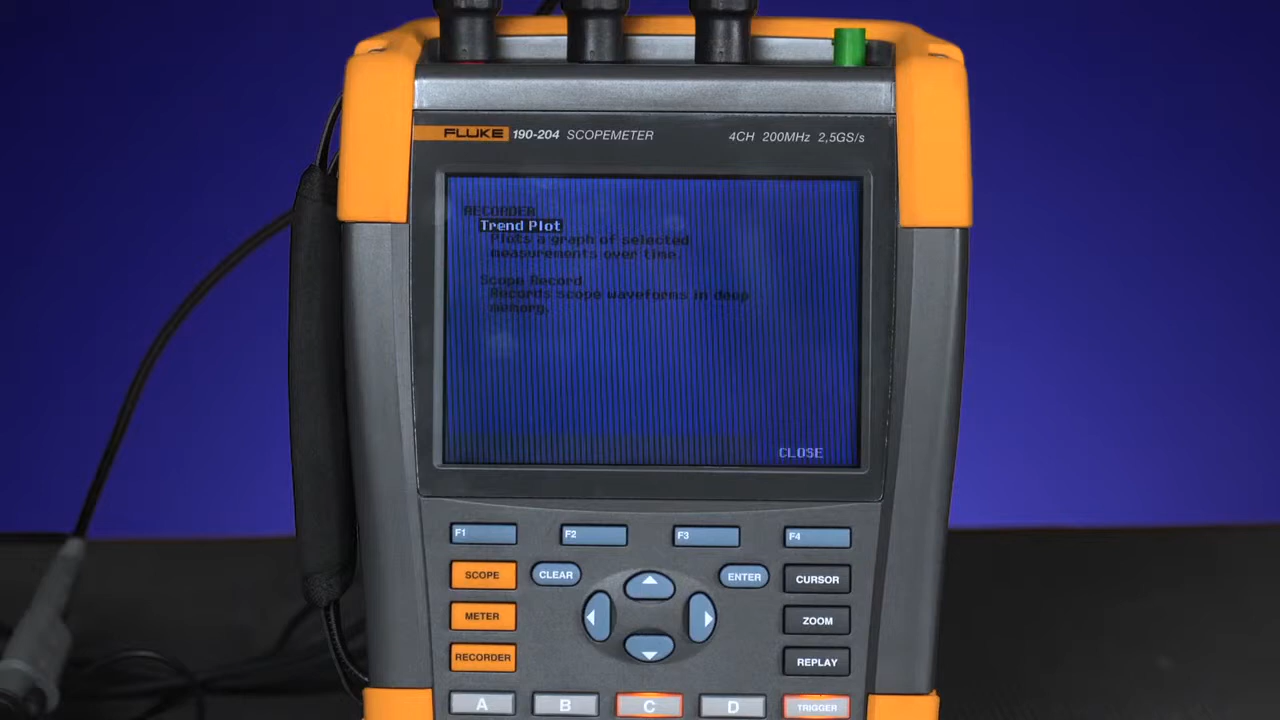 FLUKE 190-204 SCOPEMETER 4CH 200MHz 2,5GS/s
RECORDER
Trend Plot
Plots a graph of selected
measurements over time.
Scope Record
Records scope waveforms in deep
memory.
CLOSE
F1 F2 F3 F4
SCOPE CLEAR ENTER CURSOR
METER ZOOM
RECORDER REPLAY
A B C D TRIGGER